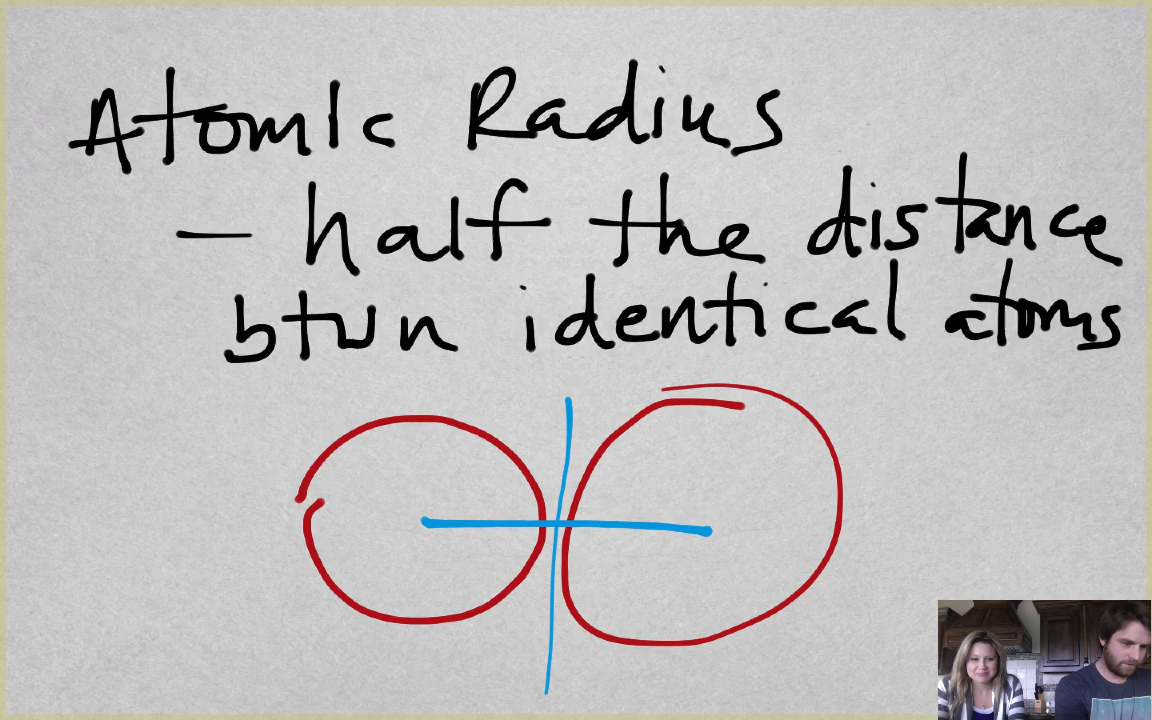 Atomic Radius
- half the distance
btwn identical atoms